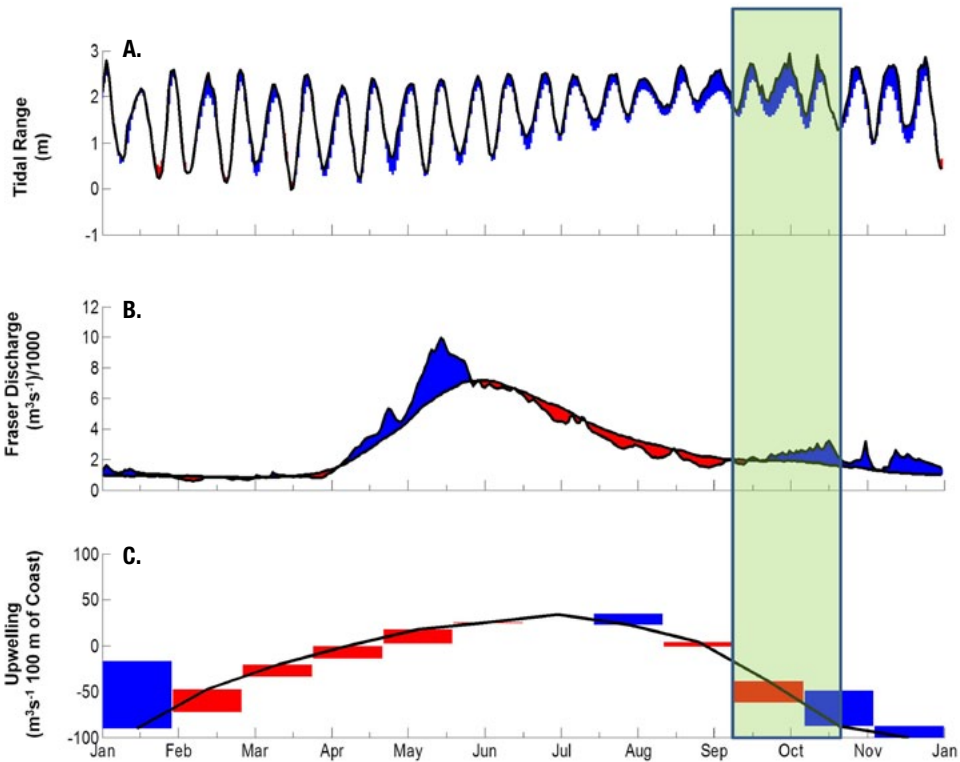 A.
Tidal Range
(m)
3
2
1
0
-1
B.
Fraser Discharge
(m³s⁻¹)/1000
12
10
8
6
4
2
0
C.
Upwelling
(m³s⁻¹ 100 m of Coast)
100
50
0
-50
-100
Jan Feb Mar Apr May Jun Jul Aug Sep Oct Nov Jan